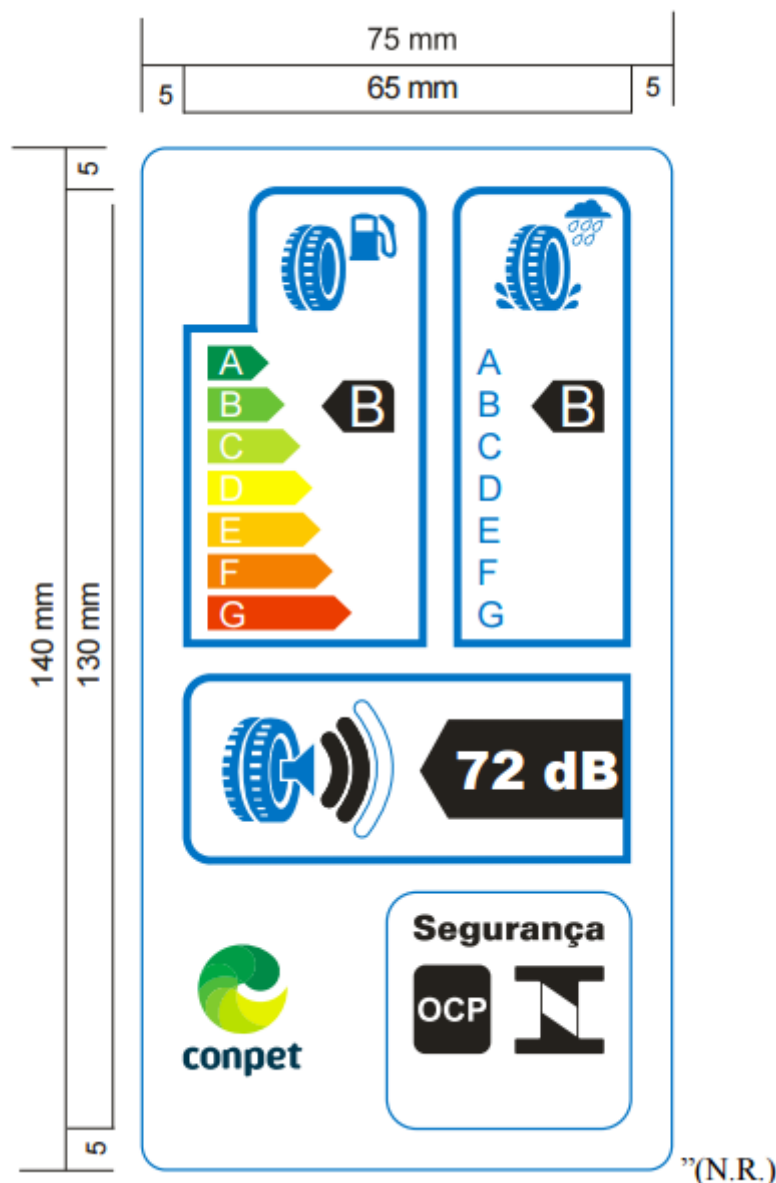 75 mm
5 65 mm 5
5
140 mm
130 mm
A
B
C
D
E
F
G
B
A
B
C
D
E
F
G
B
72 dB
Segurança
OCP
conpet
5
”(N.R.)